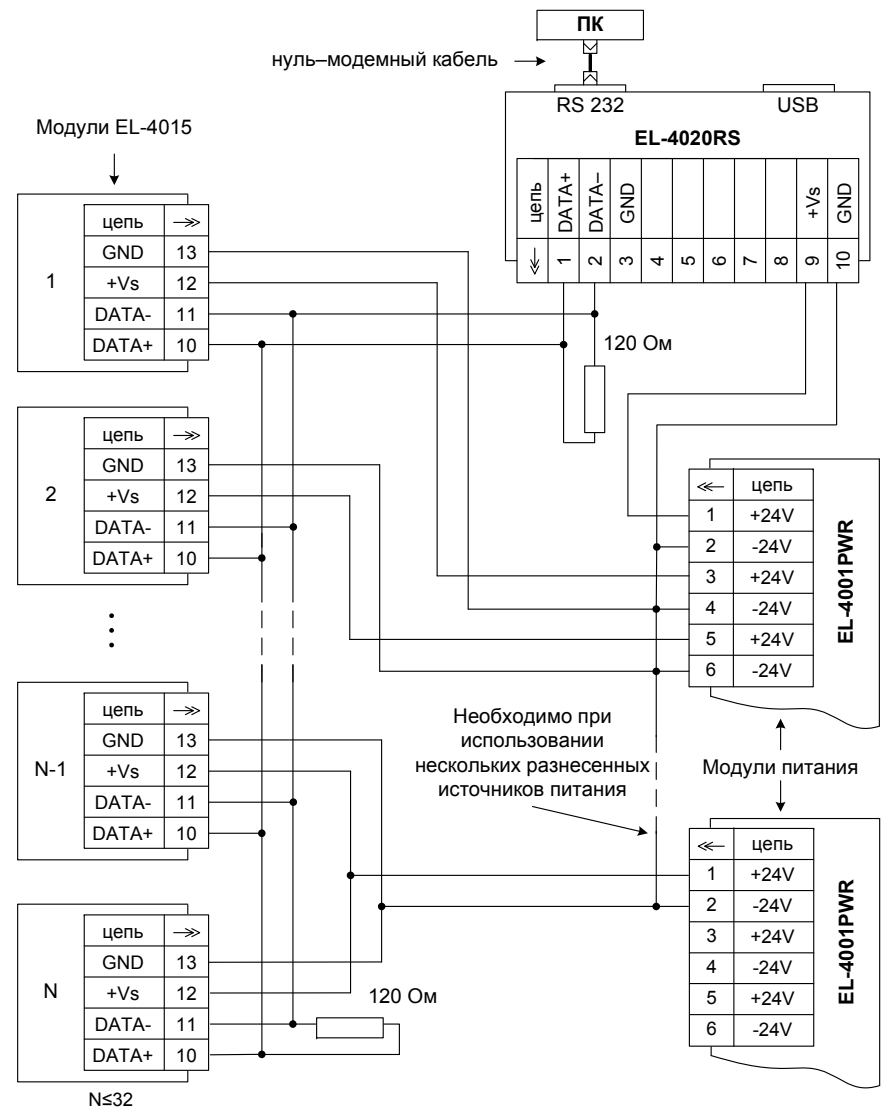 ПК
нуль–модемный кабель
RS 232
USB
EL-4020RS
цепь
DATA+
DATA–
GND
+Vs
GND
1
2
3
4
5
6
7
8
9
10
120 Ом
Модули EL-4015
1
цепь
GND 13
+Vs 12
DATA- 11
DATA+ 10
2
цепь
GND 13
+Vs 12
DATA- 11
DATA+ 10
N-1
цепь
GND 13
+Vs 12
DATA- 11
DATA+ 10
N
цепь
GND 13
+Vs 12
DATA- 11
DATA+ 10
120 Ом
N≤32
цепь
1 +24V
2 -24V
3 +24V
4 -24V
5 +24V
6 -24V
EL-4001PWR
Необходимо при
использовании
нескольких разнесенных
источников питания
Модули питания
цепь
1 +24V
2 -24V
3 +24V
4 -24V
5 +24V
6 -24V
EL-4001PWR